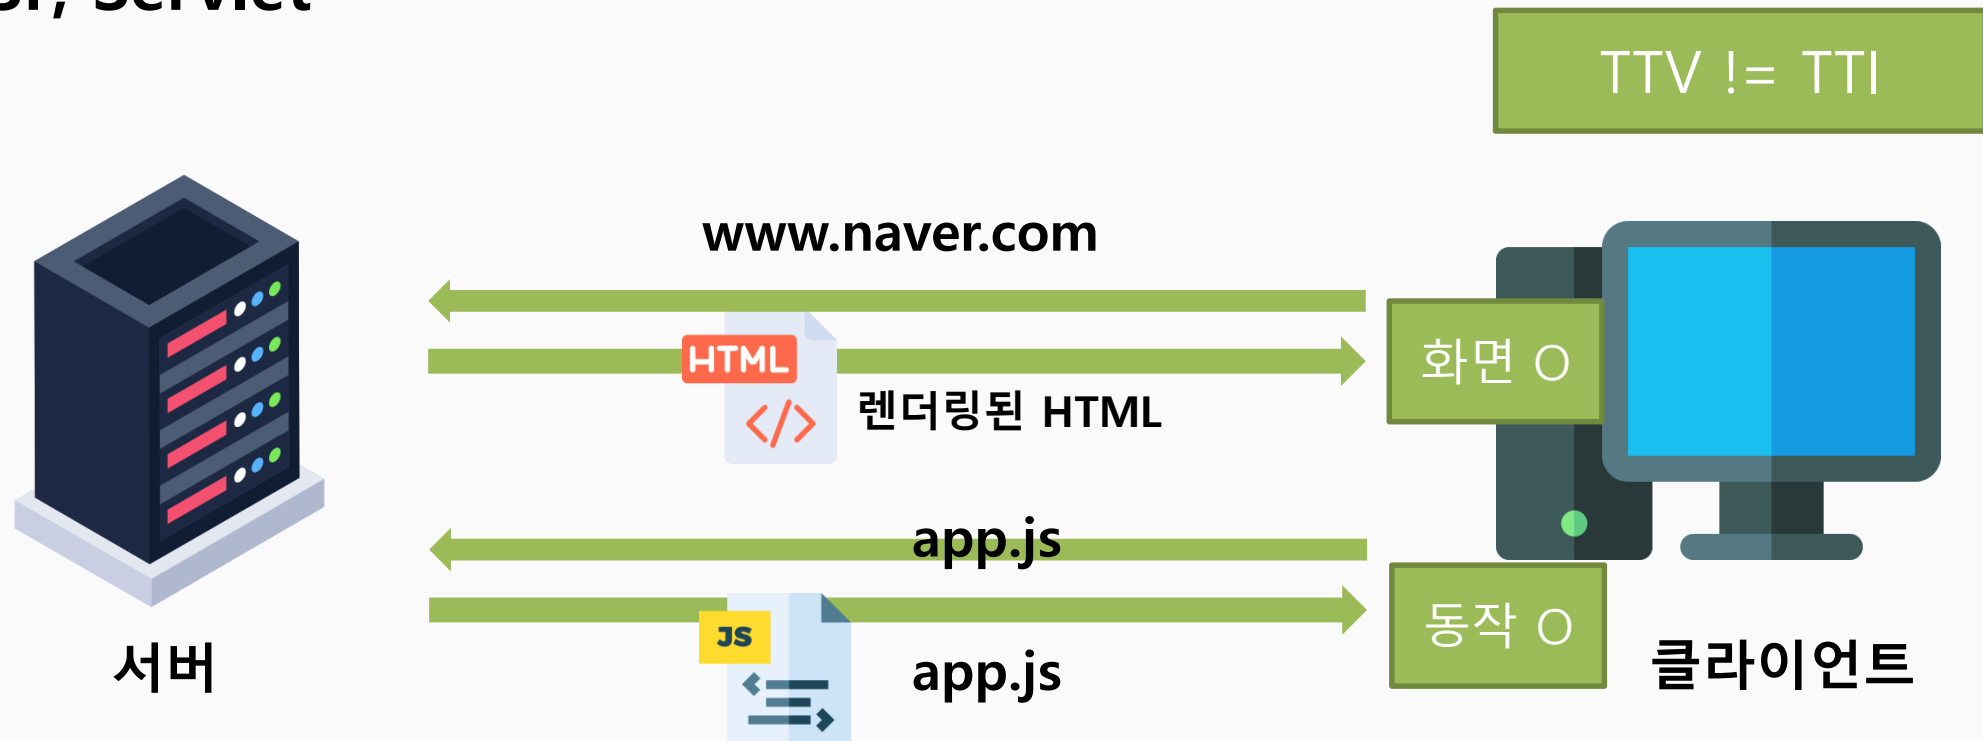 Servlet
TTV != TTI
www.naver.com
HTML
화면 O
렌더링된 HTML
app.js
JS
동작 O
app.js
서버
클라이언트